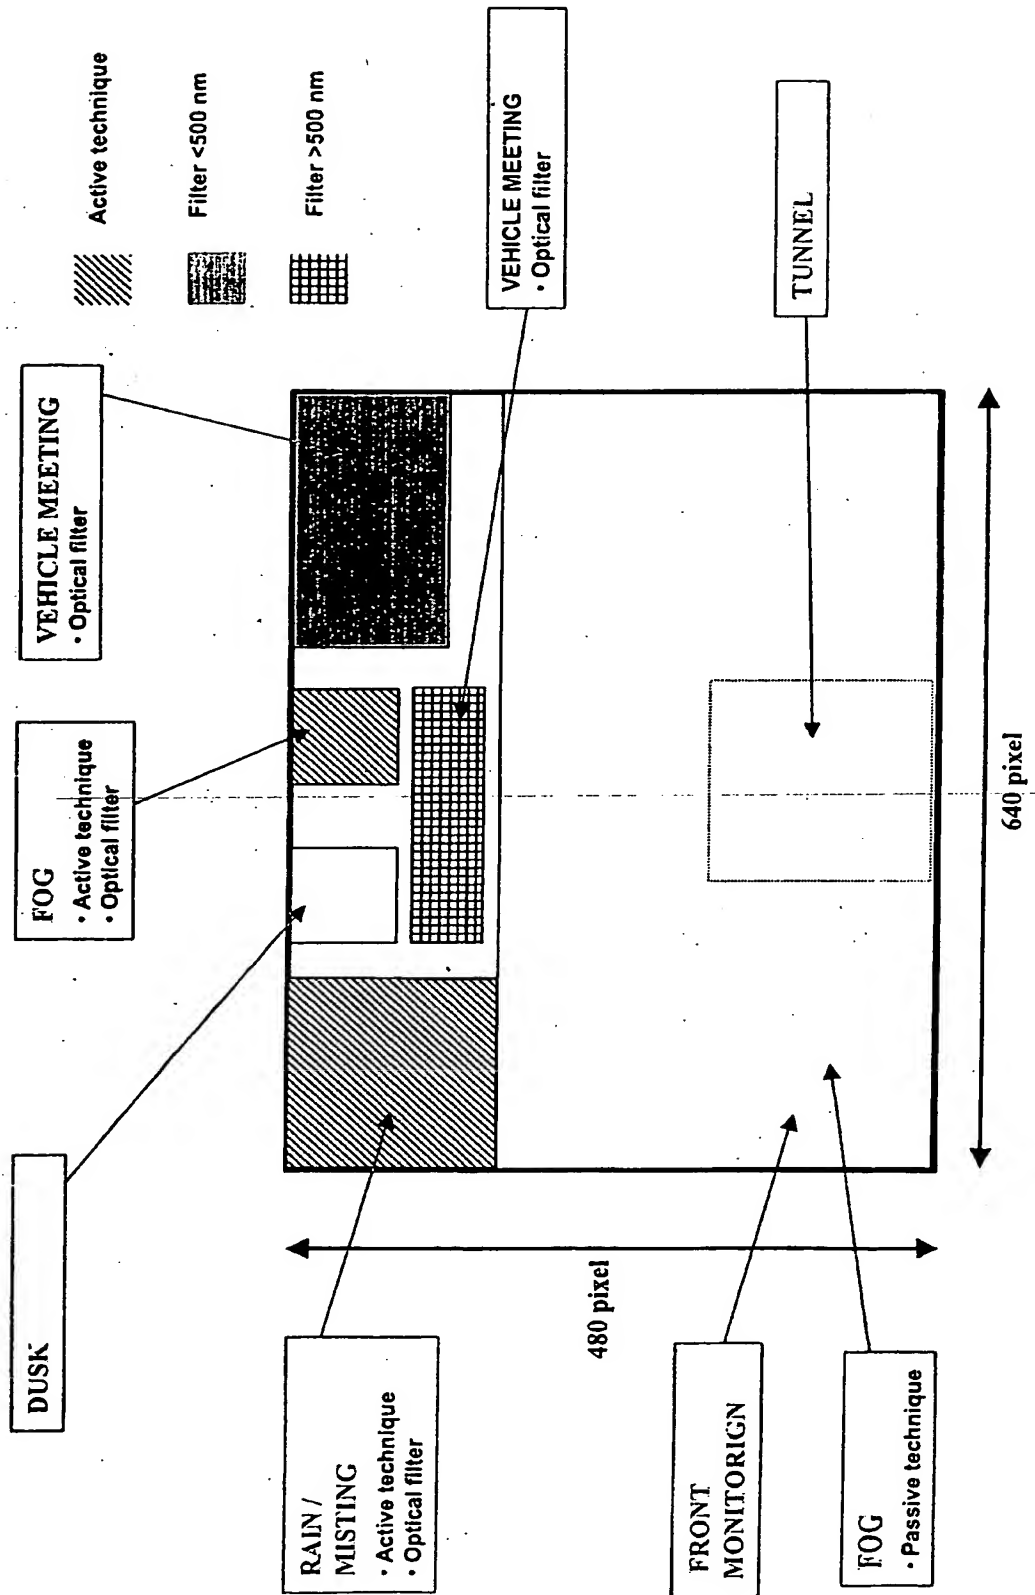 DUSK
FOG
• Active technique
• Optical filter
VEHICLE MEETING
• Optical filter
Active technique
Filter <500 nm
Filter >500 nm
RAIN /
MISTING
• Active technique
• Optical filter
VEHICLE MEETING
• Optical filter
480 pixel
FRONT
MONITORIGN
TUNNEL
FOG
• Passive technique
640 pixel